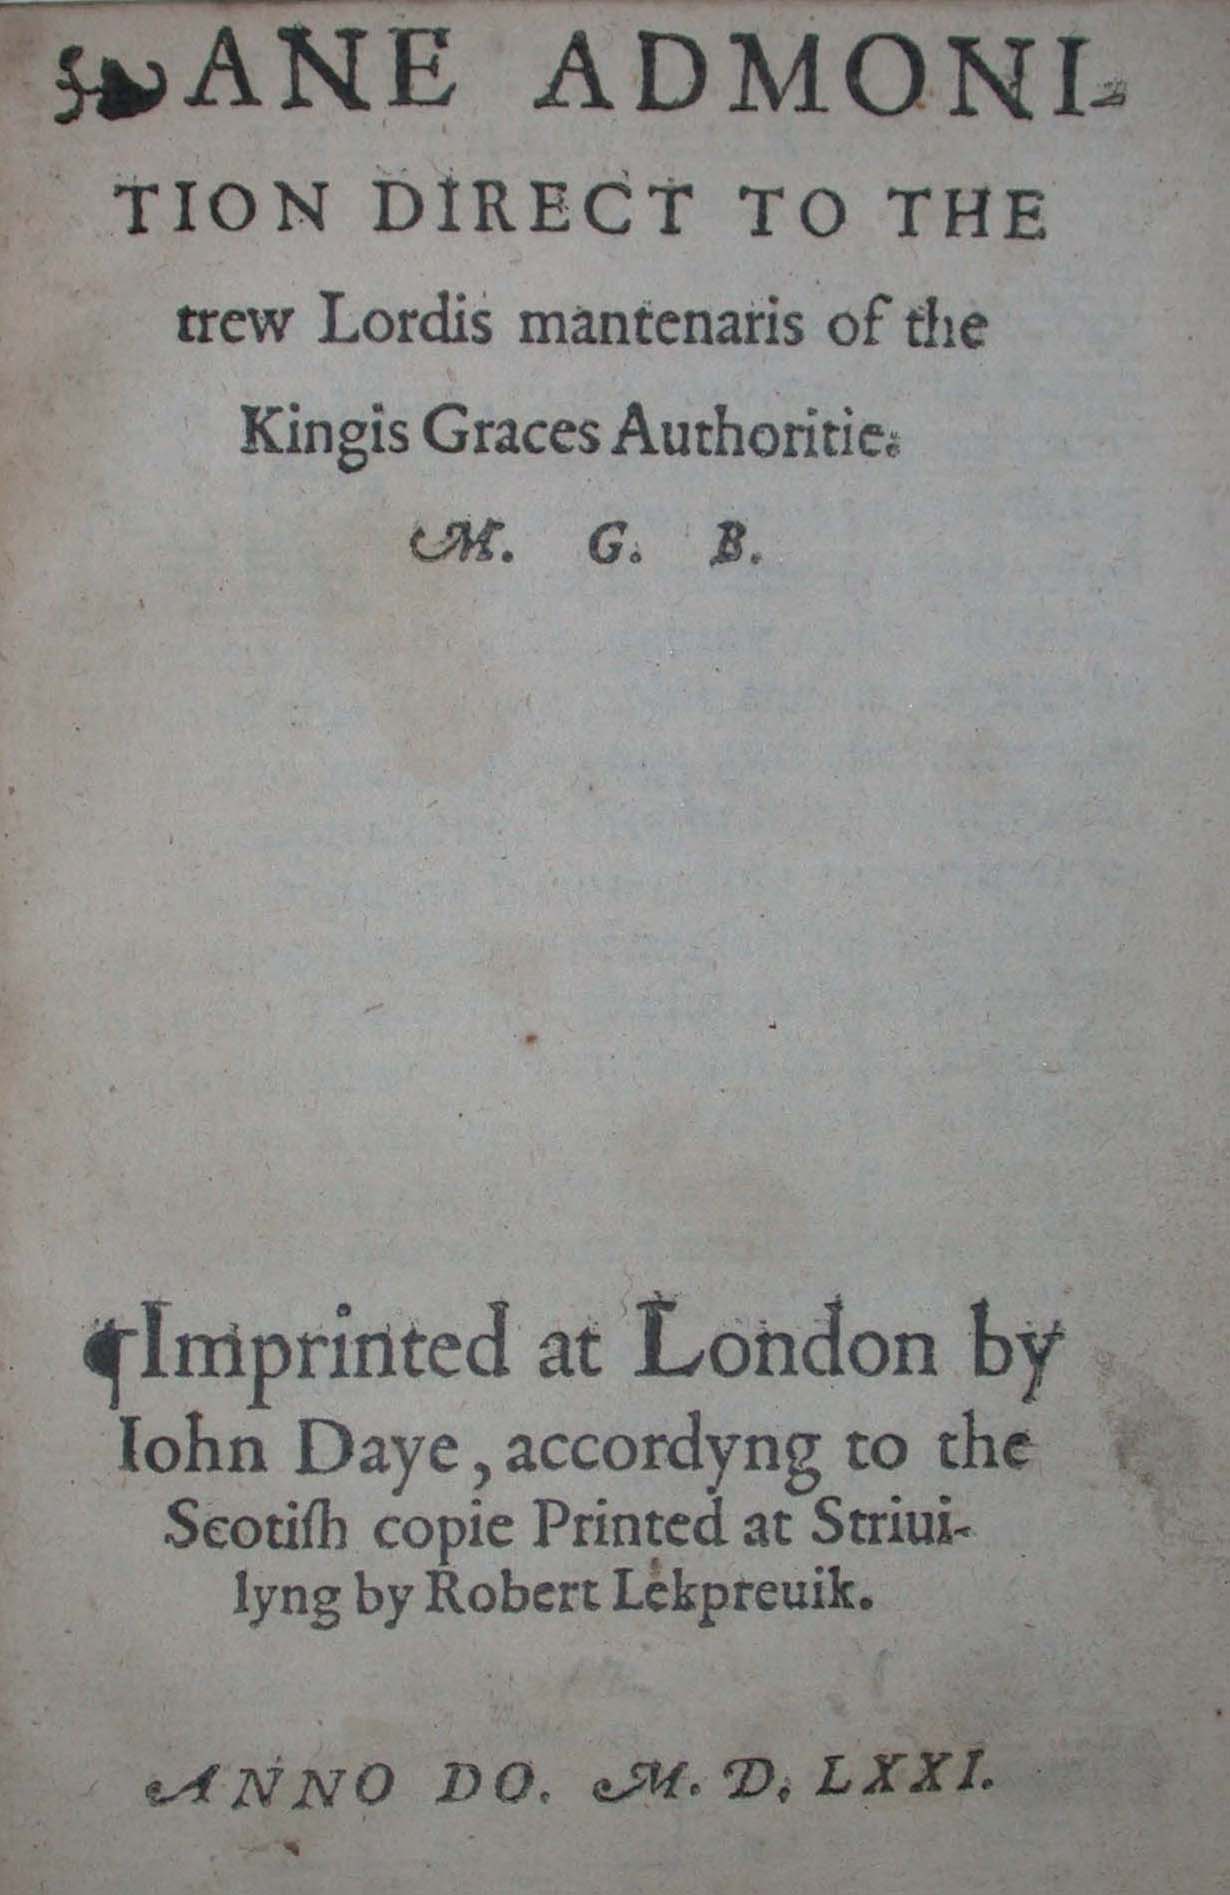 ❧ ANE ADMONI-
TION DIRECT TO THE
trew Lordis mantenaris of the
Kingis Graces Authoritie.
M. G. B.
¶Imprinted at London by
Iohn Daye, accordyng to the
Scotiſh copie Printed at Striui-
lyng by Robert Lekpreuik.
ANNO DO. M. D. LXXI.